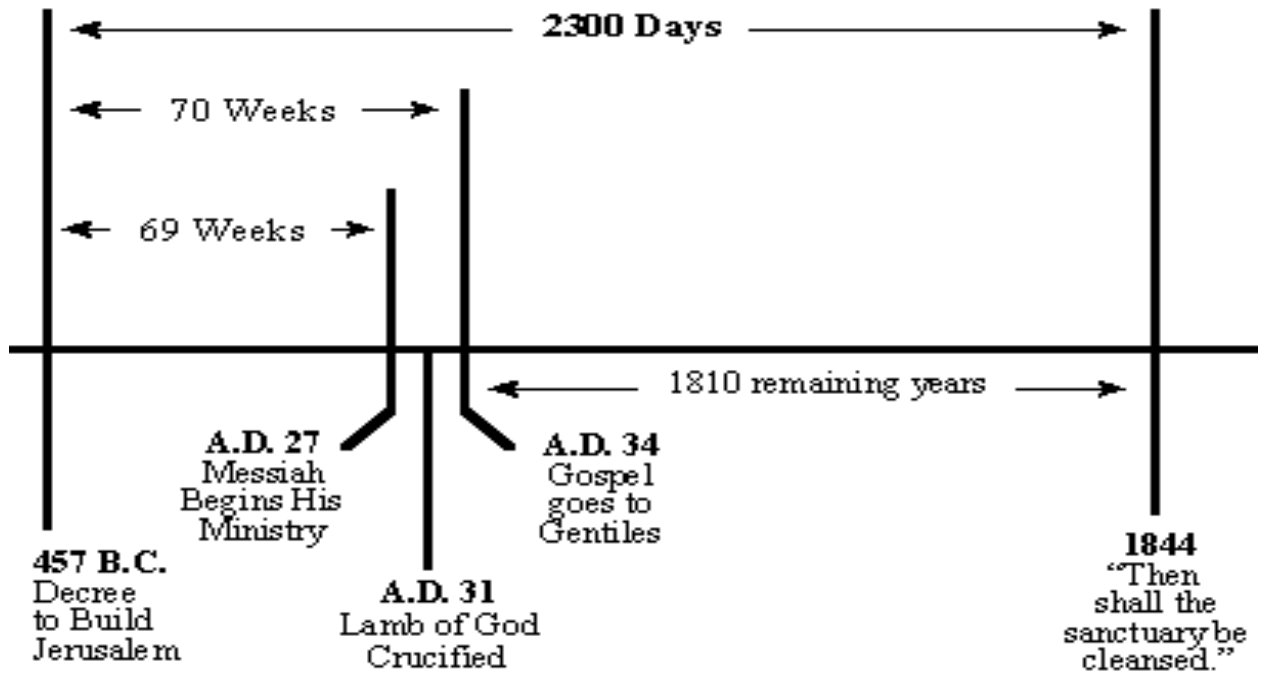 2300 Days
70 Weeks
69 Weeks
1810 remaining years
A.D. 27
Messiah
Begins His
Ministry
A.D. 34
Gospel
goes to
Gentiles
457 B.C.
Decree
to Build
Jerusalem
A.D. 31
Lamb of God
Crucified
1844
“Then
shall the
sanctuary be
cleansed.”